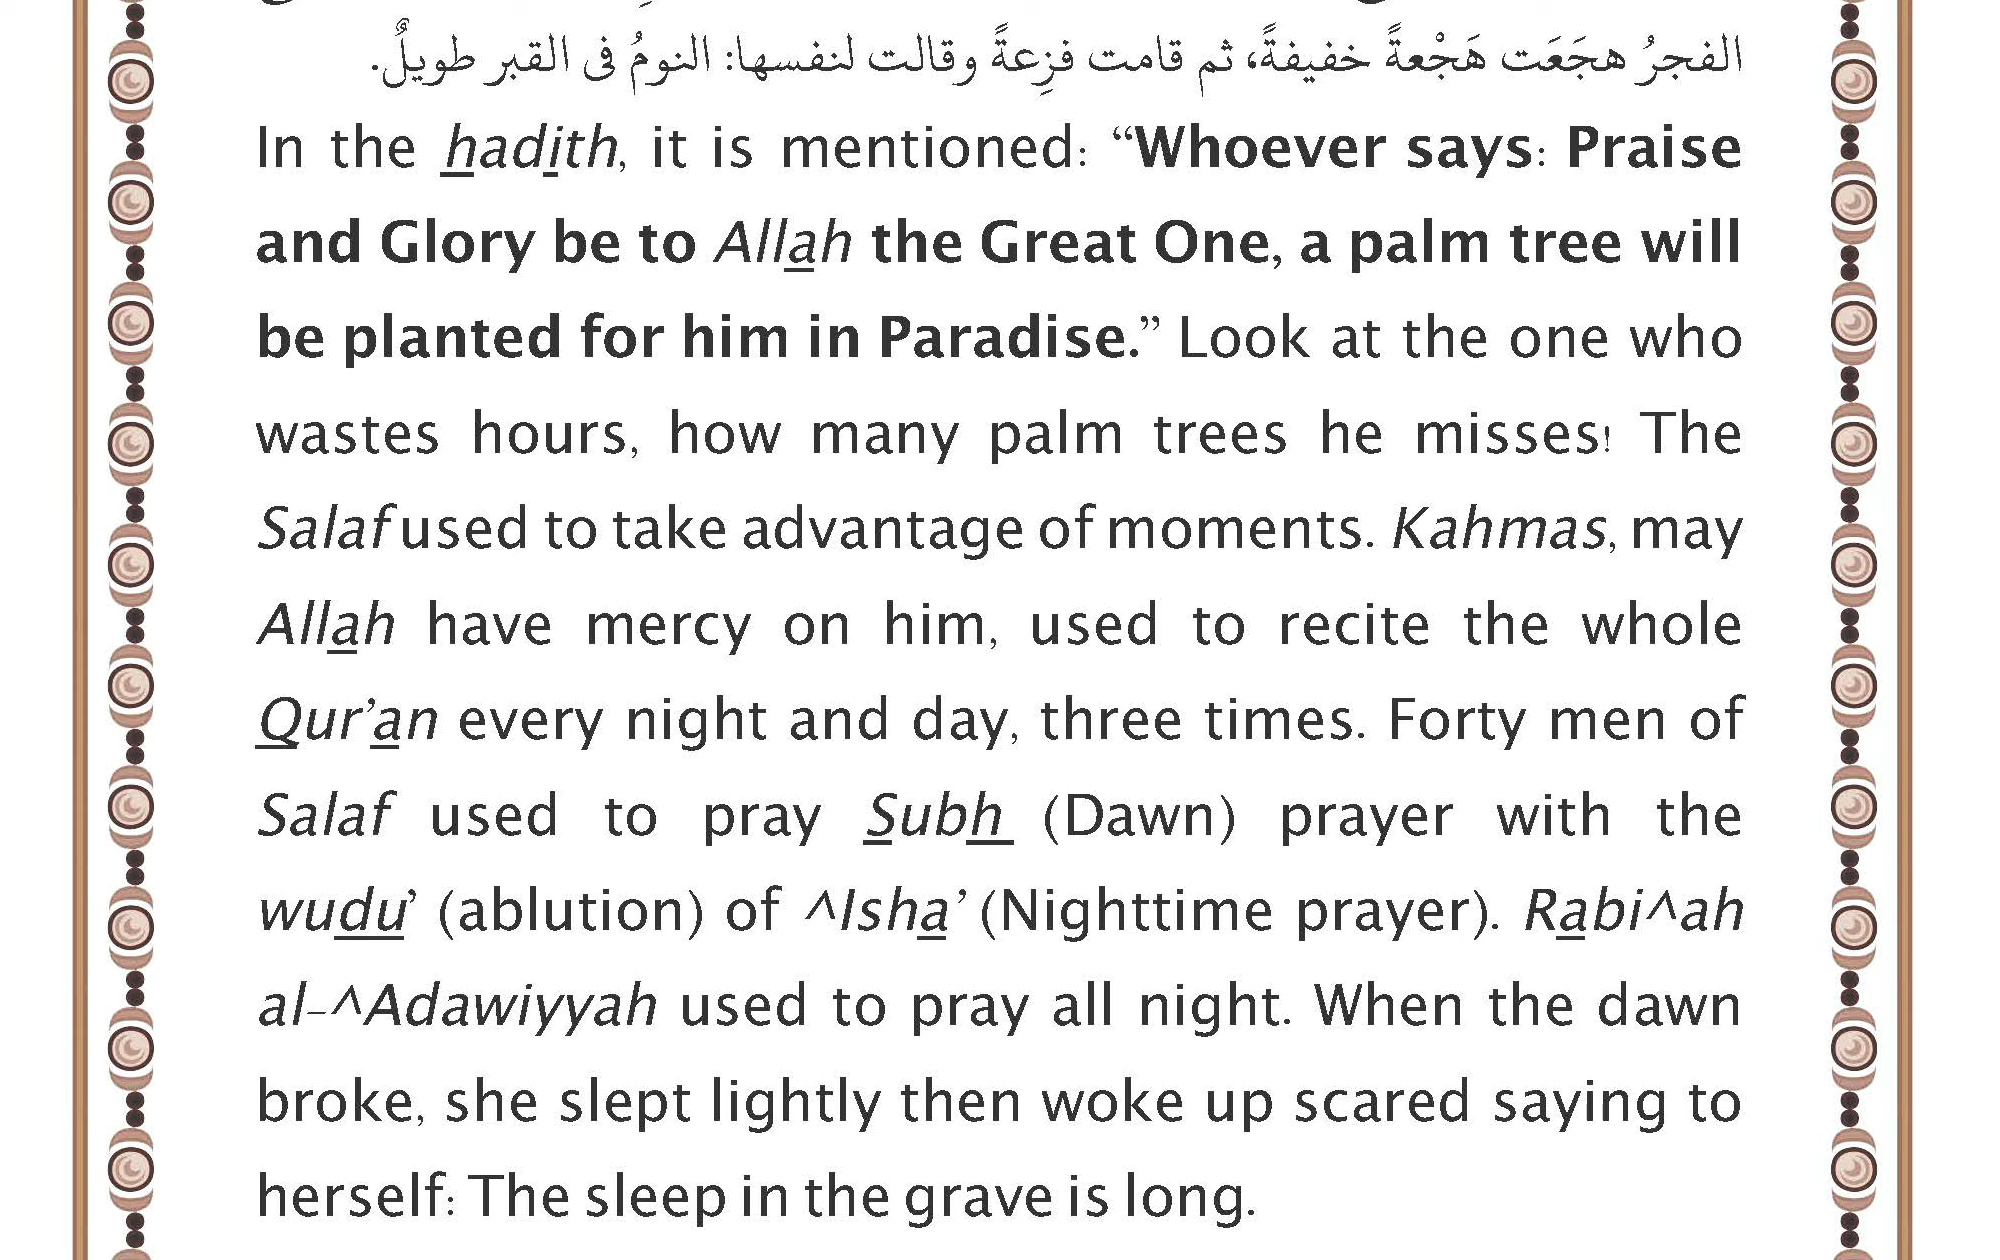 الفجرُ هجَعَت هَجْعةً خفيفةً، ثم قامت فزِعةً وقالت لنفسها: النومُ فى القبر طويلٌ.
In the hadith, it is mentioned: “Whoever says: Praise
and Glory be to Allah the Great One, a palm tree will
be planted for him in Paradise.” Look at the one who
wastes hours, how many palm trees he misses! The
Salaf used to take advantage of moments. Kahmas, may
Allah have mercy on him, used to recite the whole
Qur’an every night and day, three times. Forty men of
Salaf used to pray Subh (Dawn) prayer with the
wudu’ (ablution) of ^Isha’ (Nighttime prayer). Rabi^ah
al-^Adawiyyah used to pray all night. When the dawn
broke, she slept lightly then woke up scared saying to
herself: The sleep in the grave is long.